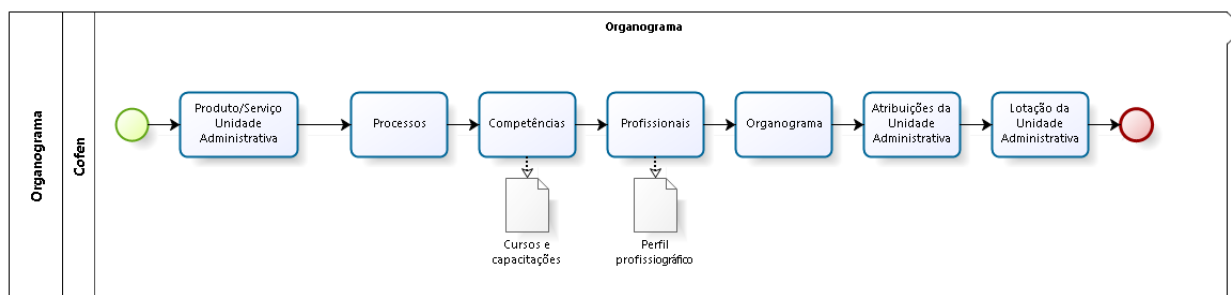 Organograma
Organograma
Cofen
Produto/Serviço
Unidade
Administrativa
Processos
Competências
Profissionais
Organograma
Atribuições da
Unidade
Administrativa
Lotação da
Unidade
Administrativa
Cursos e
capacitações
Perfil
profissiográfico